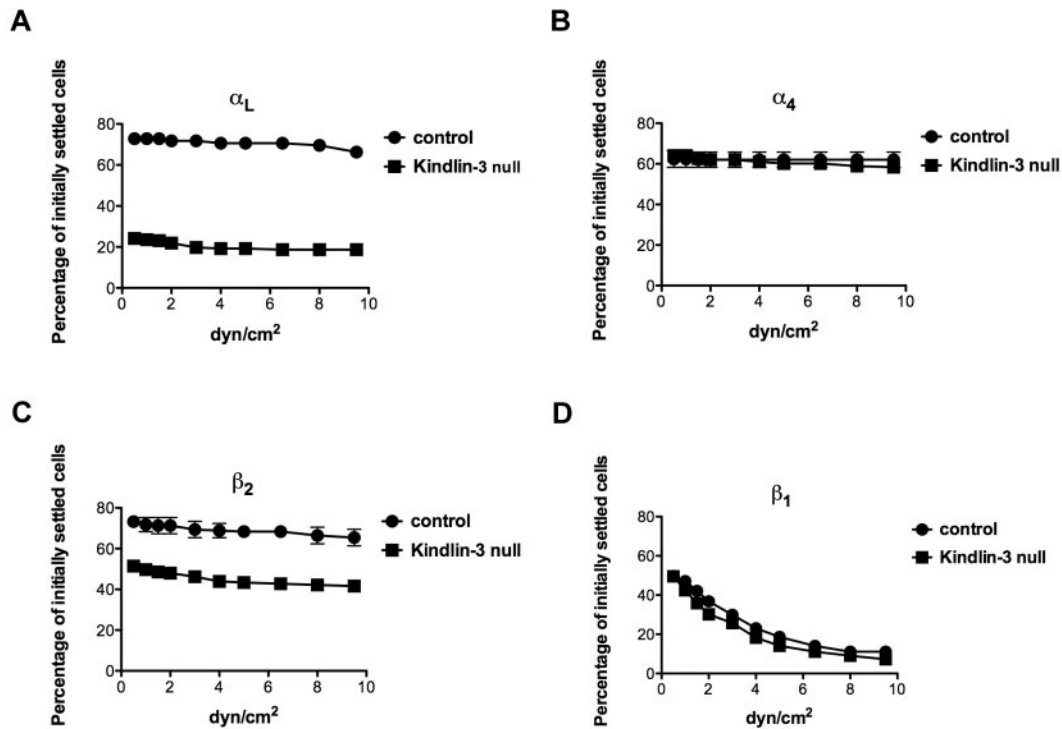 A
Percentage of initially settled cells
αL
80
60
40
20
0
0 2 4 6 8 10
dyn/cm²
control
Kindlin-3 null
B
Percentage of initially settled cells
α4
80
60
40
20
0
0 2 4 6 8 10
dyn/cm²
control
Kindlin-3 null
C
Percentage of initially settled cells
β2
80
60
40
20
0
0 2 4 6 8 10
dyn/cm²
control
Kindlin-3 null
D
Percentage of initially settled cells
β1
80
60
40
20
0
0 2 4 6 8 10
dyn/cm²
control
Kindlin-3 null